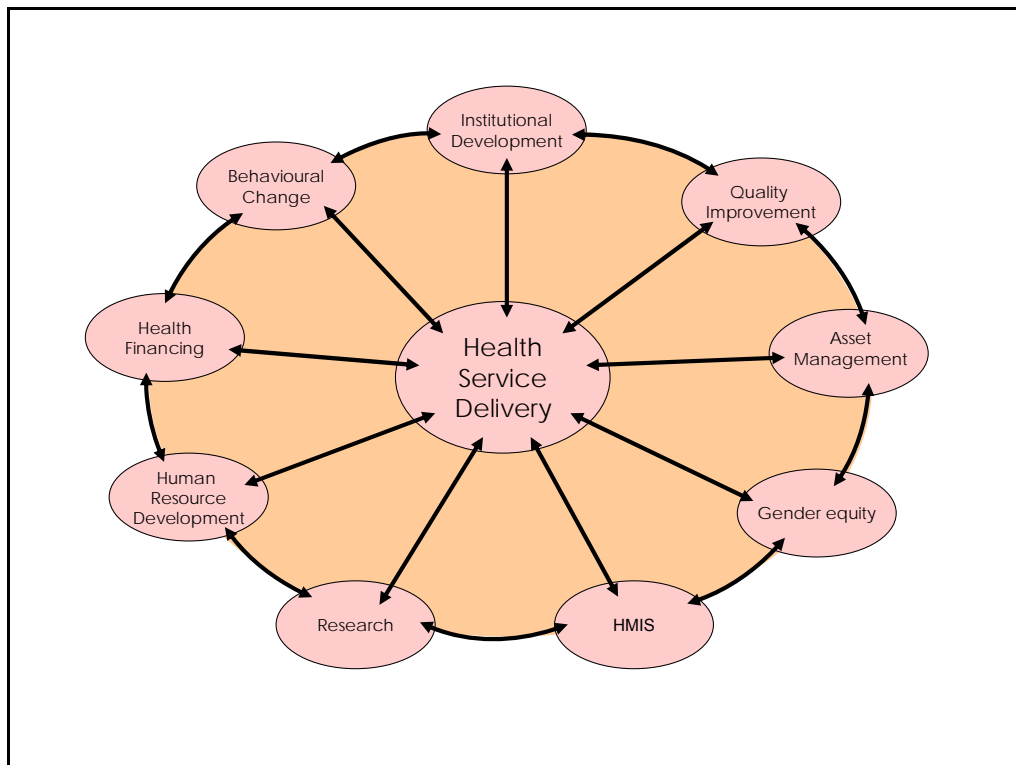 Institutional
Development
Behavioural
Change
Quality
Improvement
Health
Financing
Health
Service
Delivery
Asset
Management
Human
Resource
Development
Gender equity
Research
HMIS